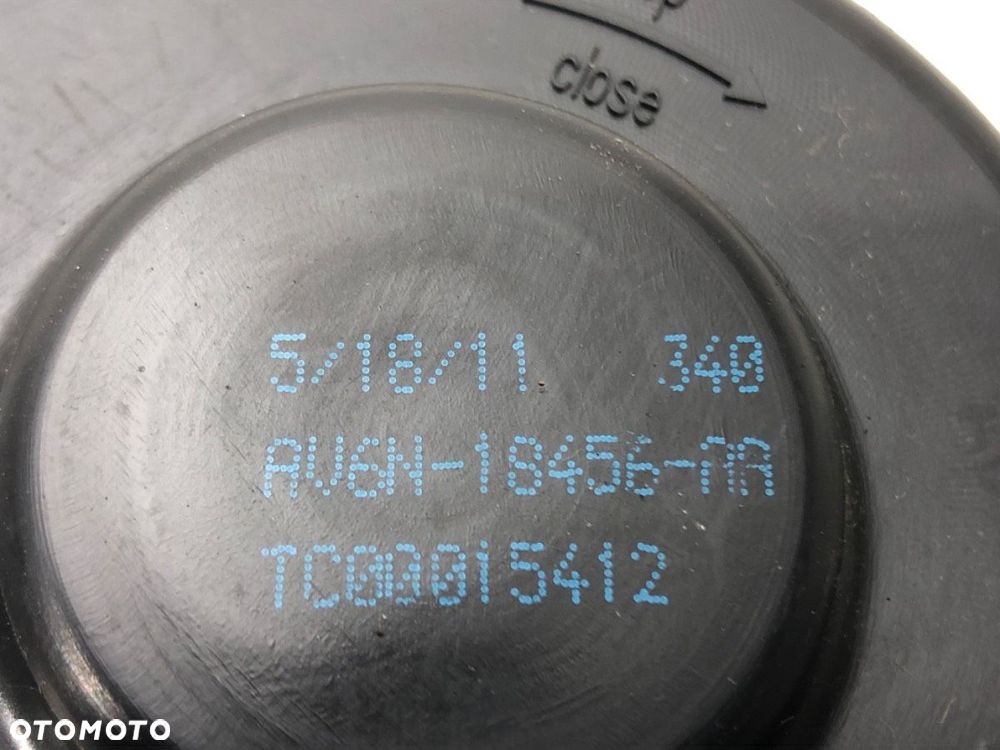 close
5/18/11 340
AV6N-18456-AA
TC00015412
OTOMOTO